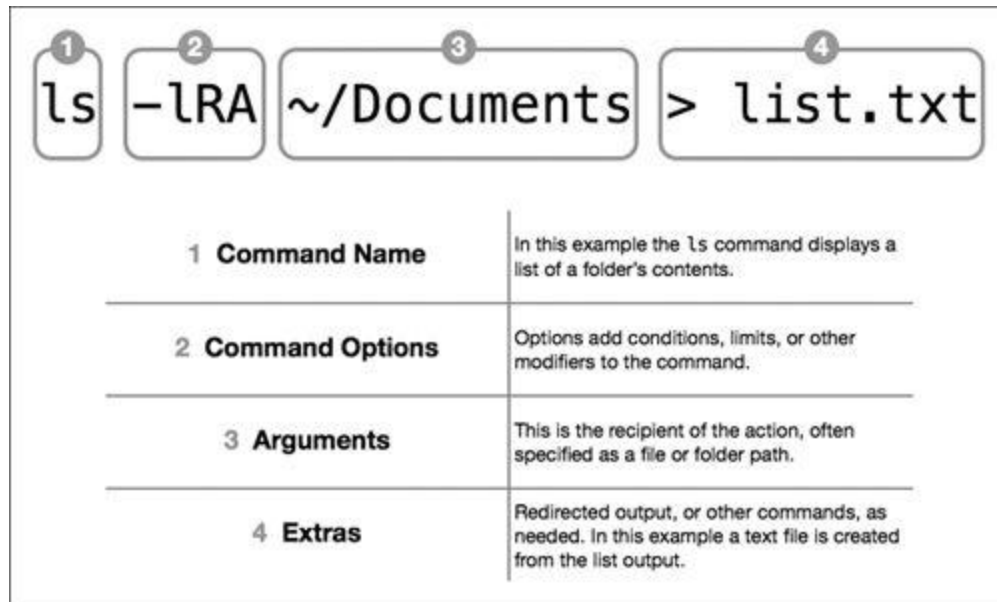 1 2 3 4
ls -lRA ~/Documents > list.txt
1 Command Name
In this example the ls command displays a
list of a folder's contents.
2 Command Options
Options add conditions, limits, or other
modifiers to the command.
3 Arguments
This is the recipient of the action, often
specified as a file or folder path.
4 Extras
Redirected output, or other commands, as
needed. In this example a text file is created
from the list output.